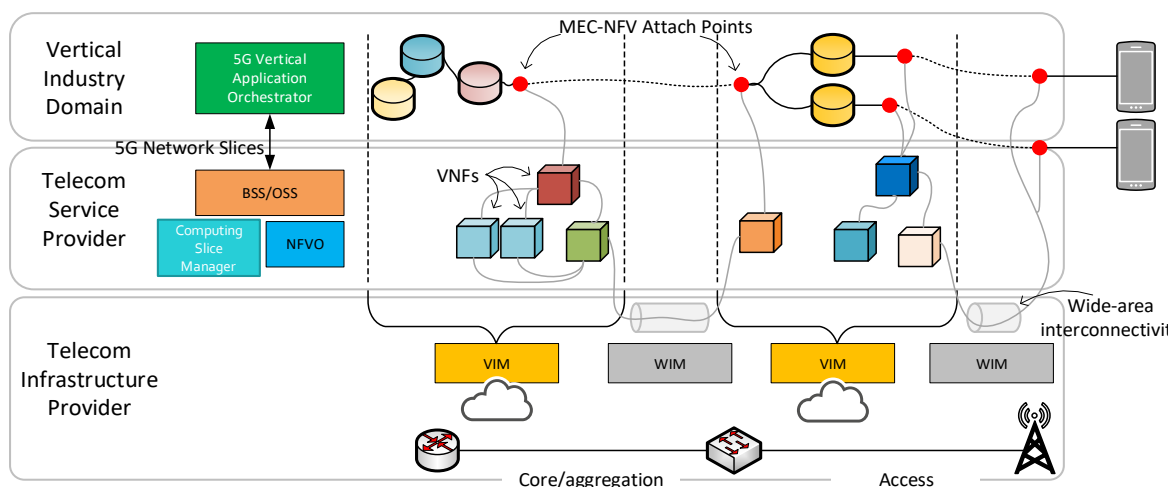 Vertical
Industry
Domain
5G Vertical
Application
Orchestrator
MEC-NFV Attach Points
5G Network Slices
Telecom
Service
Provider
BSS/OSS
Computing
Slice
Manager
NFVO
VNFs
Wide-area
interconnectivit
Telecom
Infrastructure
Provider
VIM
WIM
VIM
WIM
Core/aggregation
Access